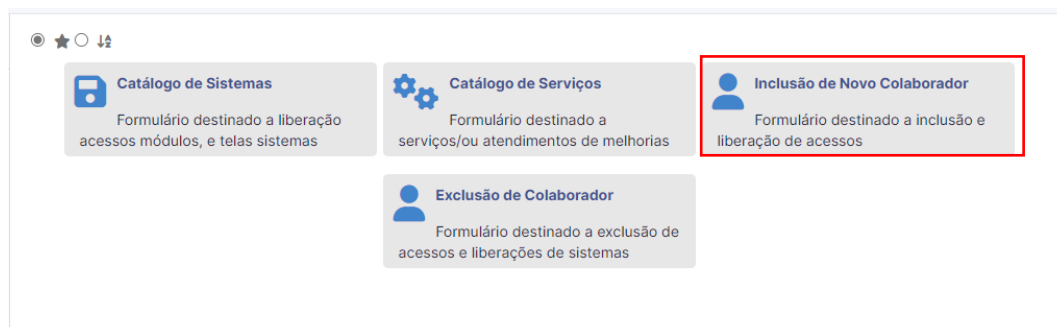 Catálogo de Sistemas
Formulário destinado a liberação
acessos módulos, e telas sistemas
Catálogo de Serviços
Formulário destinado a
serviços/ou atendimentos de melhorias
Inclusão de Novo Colaborador
Formulário destinado a inclusão e
liberação de acessos
Exclusão de Colaborador
Formulário destinado a exclusão de
acessos e liberações de sistemas